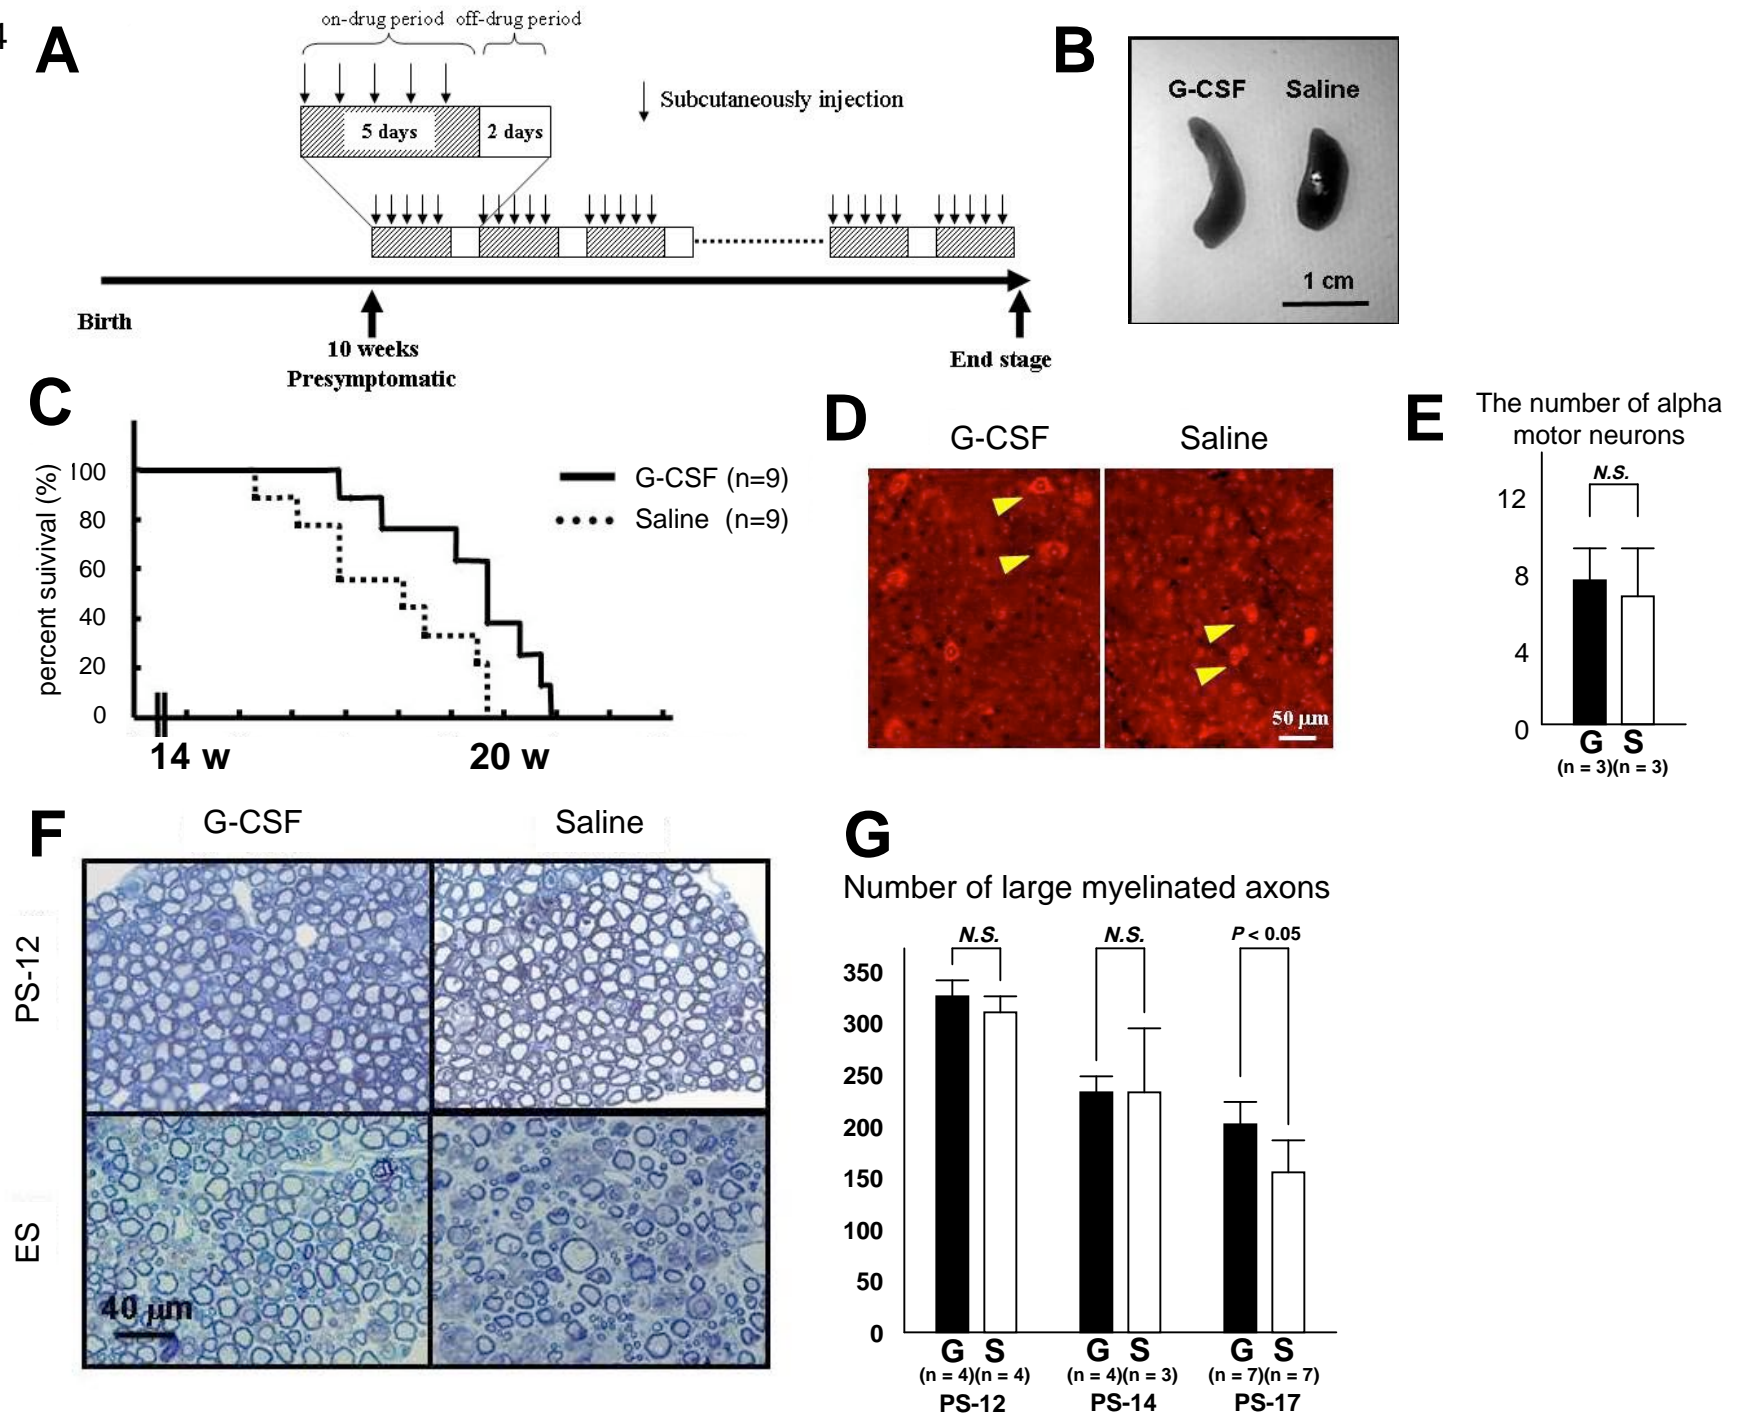 4
A
on-drug period off-drug period
5 days
2 days
Subcutaneously injection
Birth
10 weeks
Presymptomatic
End stage
B
G-CSF Saline
1 cm
C
percent suivival (%)
100
80
60
40
20
0
14 w
20 w
G-CSF (n=9)
Saline (n=9)
D
G-CSF Saline
50 μm
E
The number of alpha
motor neurons
N.S.
12
8
4
0
G S
(n = 3)(n = 3)
F
G-CSF Saline
PS-12
ES
40 μm
G
Number of large myelinated axons
N.S. N.S. P < 0.05
350
300
250
200
150
100
50
0
G S G S G S
(n = 4)(n = 4) (n = 4)(n = 3) (n = 7)(n = 7)
PS-12 PS-14 PS-17